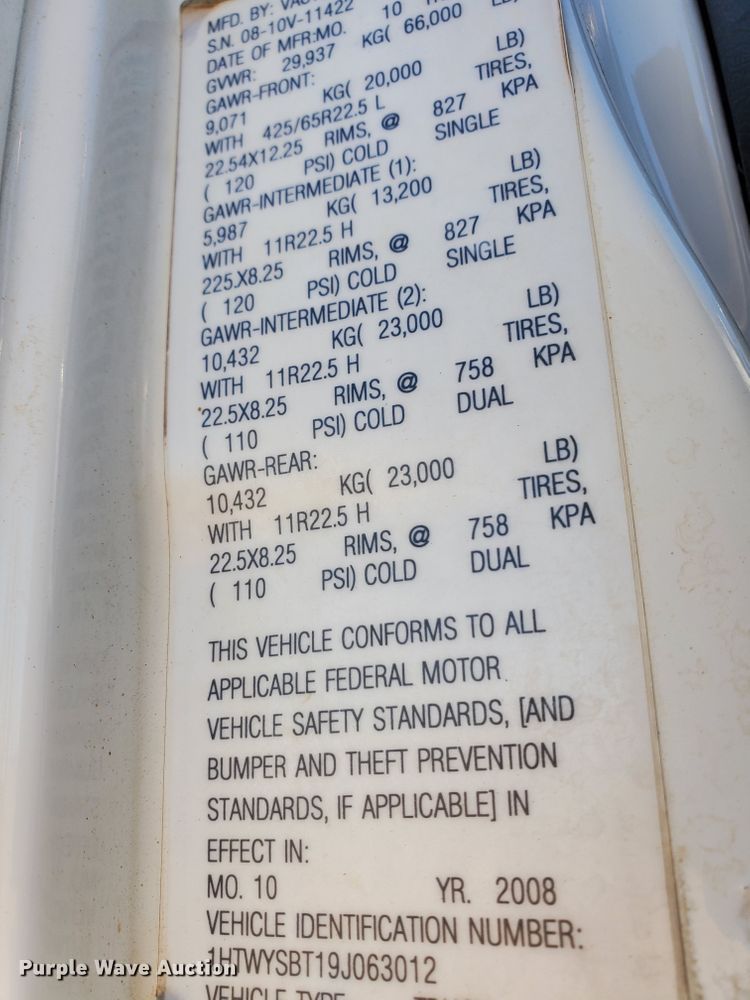 MFD. BY:
S.N. 08-10V-11422
DATE OF MFR:MO. 10
GVWR: 29,937 KG( 66,000 LB)
GAWR-FRONT:
9,071 KG( 20,000 LB)
WITH 425/65R22.5 L TIRES,
22.54X12.25 RIMS, @ 827 KPA
( 120 PSI) COLD SINGLE
GAWR-INTERMEDIATE (1):
5,987 KG( 13,200 LB)
WITH 11R22.5 H TIRES,
225.X8.25 RIMS, @ 827 KPA
( 120 PSI) COLD SINGLE
GAWR-INTERMEDIATE (2):
10,432 KG( 23,000 LB)
WITH 11R22.5 H TIRES,
22.5X8.25 RIMS, @ 758 KPA
( 110 PSI) COLD DUAL
GAWR-REAR:
10,432 KG( 23,000 LB)
WITH 11R22.5 H TIRES,
22.5X8.25 RIMS, @ 758 KPA
( 110 PSI) COLD DUAL
THIS VEHICLE CONFORMS TO ALL
APPLICABLE FEDERAL MOTOR
VEHICLE SAFETY STANDARDS, [AND
BUMPER AND THEFT PREVENTION
STANDARDS, IF APPLICABLE] IN
EFFECT IN:
MO. 10 YR. 2008
VEHICLE IDENTIFICATION NUMBER:
1HTWYSBT19J063012
Purple Wave Auction
VEHICLE TYPE